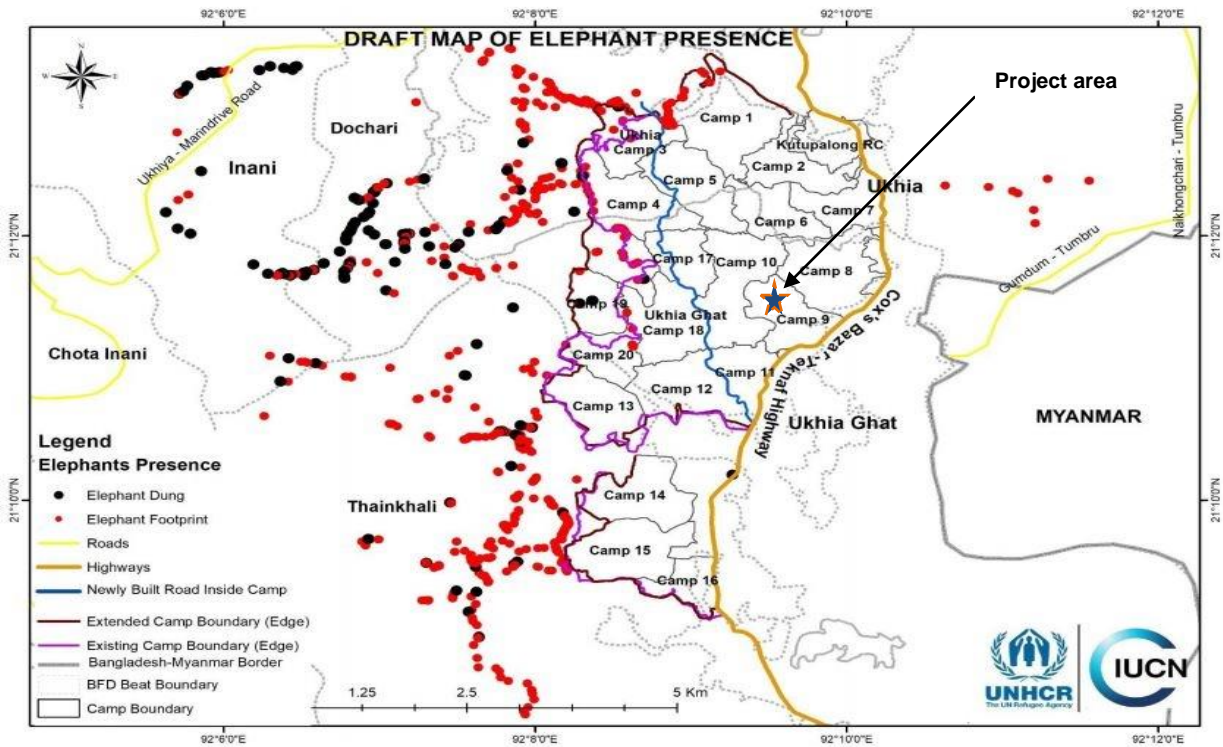 92°6'0"E
92°8'0"E
92°10'0"E
92°12'0"E
DRAFT MAP OF ELEPHANT PRESENCE
Project area
N
W
E
S
Ukhiya - Marindrive Road
Dochari
Inani
Ukhia
Camp 3
Camp 1
Kutupalong RC
Camp 2
Camp 5
Ukhia
Camp 4
Camp 7
Camp 6
Naikhongchari - Tumbru
Gumdum - Tumbru
21°12'0"N
21°12'0"N
Camp 17
Camp 10
Camp 8
Camp 19
Ukhia Ghat
Camp 18
Camp 9
Chota Inani
Camp 20
Camp 11
Camp 12
Camp 13
Cox's Bazar -Teknaf Highway
Ukhia Ghat
MYANMAR
Thainkhali
Camp 14
Camp 15
Camp 16
21°10'0"N
21°10'0"N
Legend
Elephants Presence
Elephant Dung
Elephant Footprint
Roads
Highways
Newly Built Road Inside Camp
Extended Camp Boundary (Edge)
Existing Camp Boundary (Edge)
Bangladesh-Myanmar Border
BFD Beat Boundary
Camp Boundary
1.25
2.5
5 Km
UNHCR
The UN Refugee Agency
IUCN
92°6'0"E
92°8'0"E
92°10'0"E
92°12'0"E